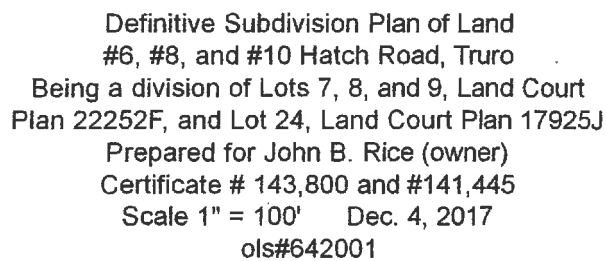 Definitive Subdivision Plan of Land
#6, #8, and #10 Hatch Road, Truro
Being a division of Lots 7, 8, and 9, Land Court
Plan 22252F, and Lot 24, Land Court Plan 17925J
Prepared for John B. Rice (owner)
Certificate # 143,800 and #141,445
Scale 1" = 100' Dec. 4, 2017
ols#642001